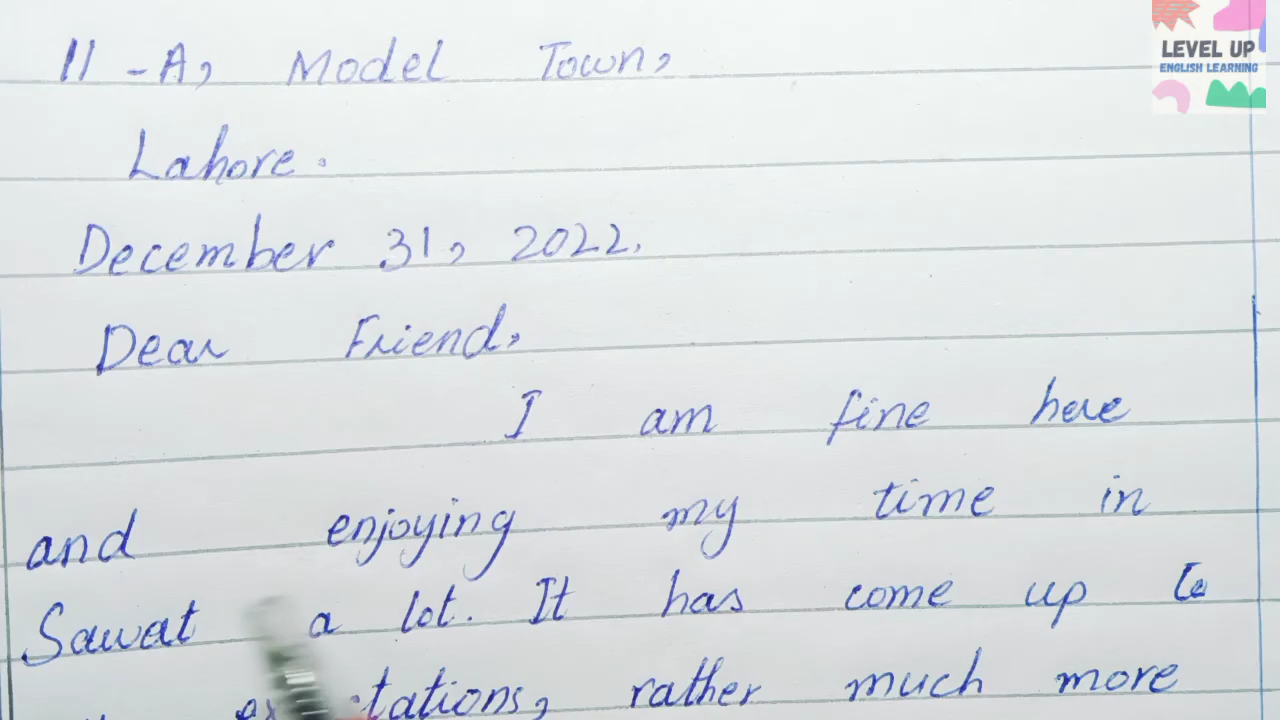 11-A, Model Town,
LEVEL UP
ENGLISH LEARNING
Lahore.
December 31, 2022.
Dear Friend,
I am fine here
and enjoying my time in
Sawat a lot. It has come up to
rather much more